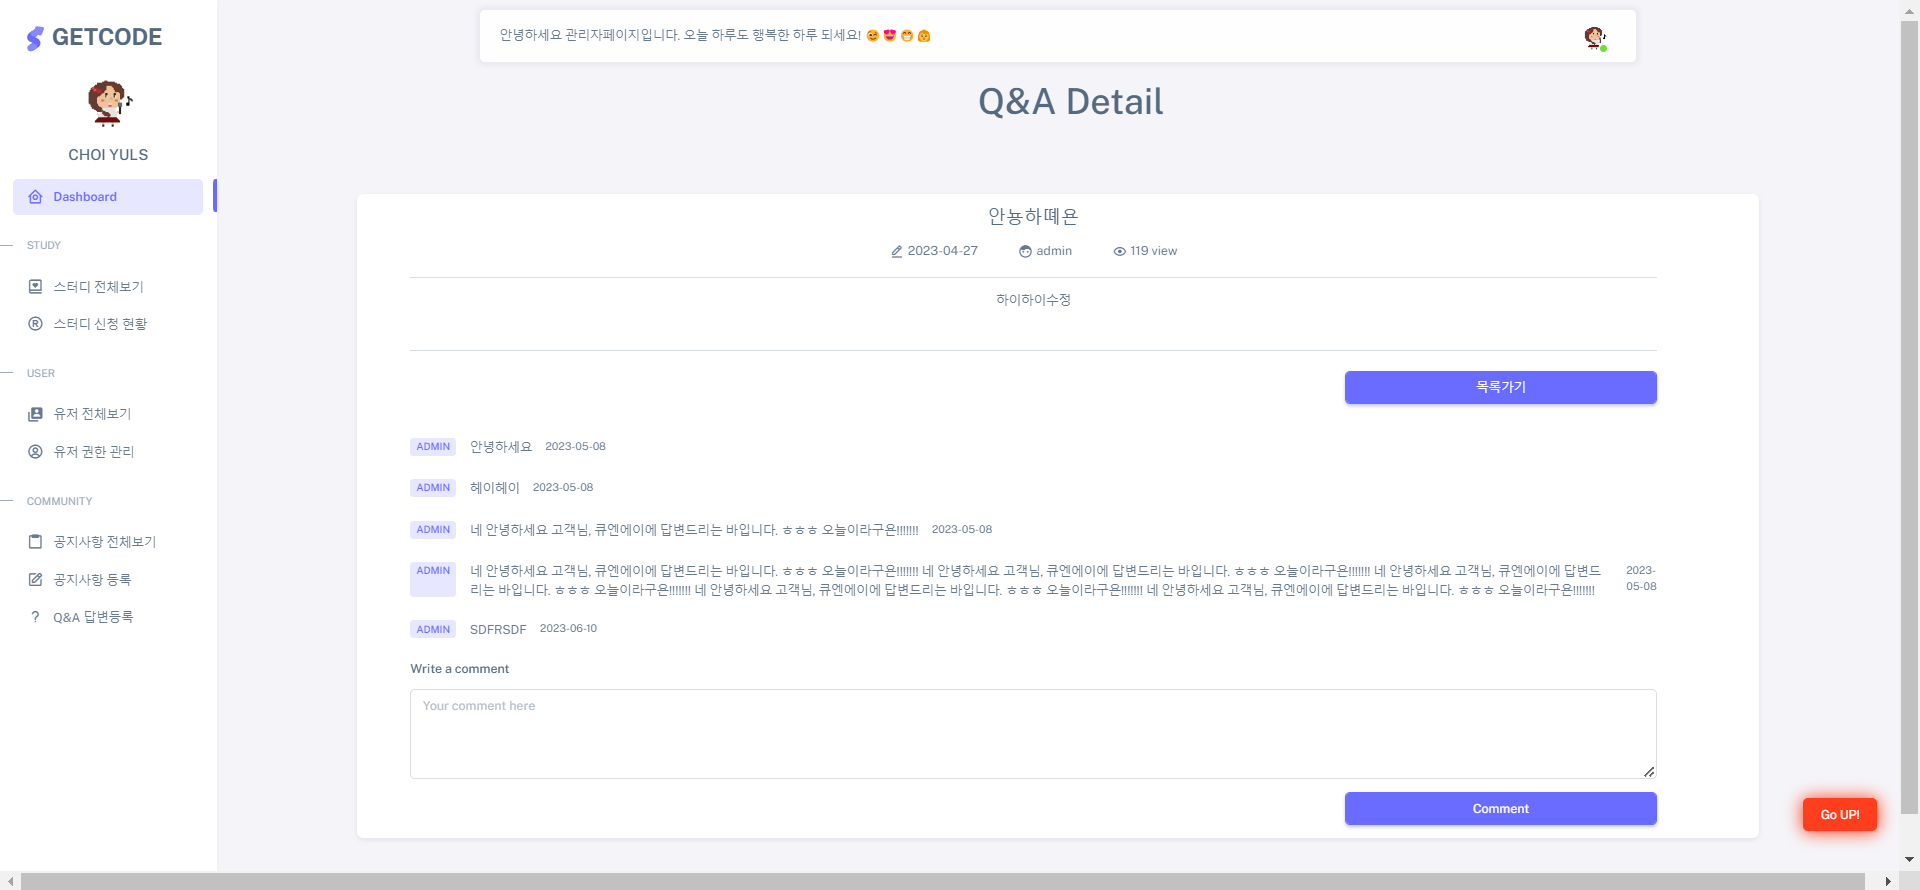 GETCODE
CHOI YULS
Dashboard
STUDY
스터디 전체보기
스터디 신청 현황
USER
유저 전체보기
유저 권한 관리
COMMUNITY
공지사항 전체보기
공지사항 등록
Q&A 답변등록
안녕하세요 관리자페이지입니다. 오늘 하루도 행복한 하루 되세요! 😊 😍 😁 🙆
Q&A Detail
안뇽하뗴욘
2023-04-27 admin 119 view
하이하이수정
목록가기
ADMIN 안녕하세요 2023-05-08
ADMIN 헤이헤이 2023-05-08
ADMIN 네 안녕하세요 고객님, 큐엔에이에 답변드리는 바입니다. ㅎㅎㅎ 오늘이라구욘!!!!!!! 2023-05-08
ADMIN 네 안녕하세요 고객님, 큐엔에이에 답변드리는 바입니다. ㅎㅎㅎ 오늘이라구욘!!!!!!! 네 안녕하세요 고객님, 큐엔에이에 답변드리는 바입니다. ㅎㅎㅎ 오늘이라구욘!!!!!!! 네 안녕하세요 고객님, 큐엔에이에 답변드 2023-
리는 바입니다. ㅎㅎㅎ 오늘이라구욘!!!!!!! 네 안녕하세요 고객님, 큐엔에이에 답변드리는 바입니다. ㅎㅎㅎ 오늘이라구욘!!!!!!! 네 안녕하세요 고객님, 큐엔에이에 답변드리는 바입니다. ㅎㅎㅎ 오늘이라구욘!!!!!!! 05-08
ADMIN SDFRSDF 2023-06-10
Write a comment
Your comment here
Comment
Go UP!